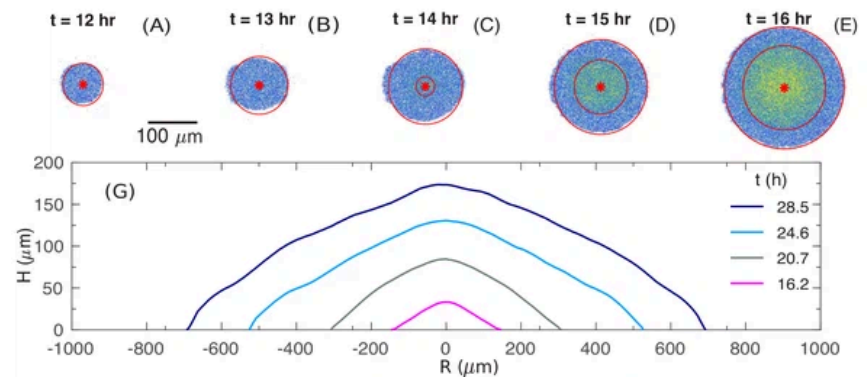 t = 12 hr (A) t = 13 hr (B) t = 14 hr (C) t = 15 hr (D) t = 16 hr (E)
100 μm
(G)
t (h)
28.5
24.6
20.7
16.2
H (μm)
200
150
100
50
0
-1000 -800 -600 -400 -200 0 200 400 600 800 1000
R (μm)